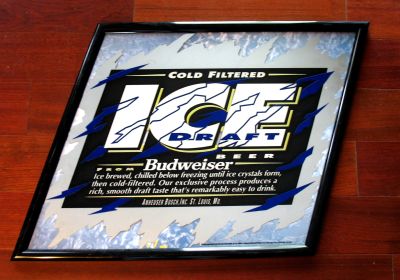 COLD FILTERED
ICE
DRAFT
BEER
FROM Budweiser
Ice brewed, chilled below freezing until ice crystals form,
then cold-filtered. Our exclusive process produces a
rich, smooth draft taste that's remarkably easy to drink.
ANHEUSER BUSCH, INC. ST. LOUIS, MO.